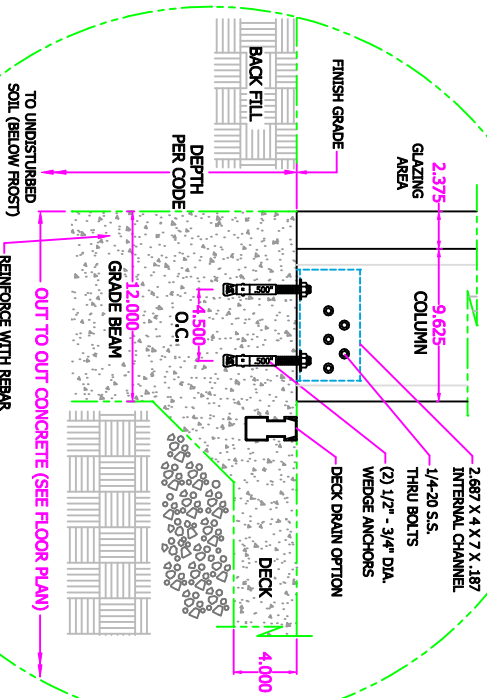 2.687 X 4 X 7 X .187
INTERNAL CHANNEL
1/4-20 S.S.
THRU BOLTS
(2) 1/2" - 3/4" DIA.
WEDGE ANCHORS
DECK DRAIN OPTION
GLAZING
AREA
2.375
COLUMN
9.625
FINISH GRADE
BACK FILL
DEPTH
PER CODE
.500"
.500"
4.500
O.C.
12.000
GRADE BEAM
DECK
4.000
TO UNDISTURBED
SOIL (BELOW FROST)
OUT TO OUT CONCRETE (SEE FLOOR PLAN)
REINFORCE WITH REBAR